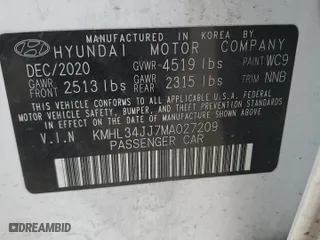 MANUFACTURED IN KOREA BY
HYUNDAI MOTOR COMPANY
DEC/2020 GVWR-4519 lbs PAINT WC9
GAWR FRONT 2513 lbs GAWR REAR 2315 lbs TRIM NNB
THIS VEHICLE CONFORMS TO ALL APPLICABLE
FEDERAL MOTOR VEHICLE SAFETY, BUMPER, AND
THEFT PREVENTION STANDARDS IN EFFECT ON
THE DATE OF MANUFACTURE SHOWN ABOVE.
V.I.N KMHL34JJ7MA027209
PASSENGER CAR
DEALERSHIP